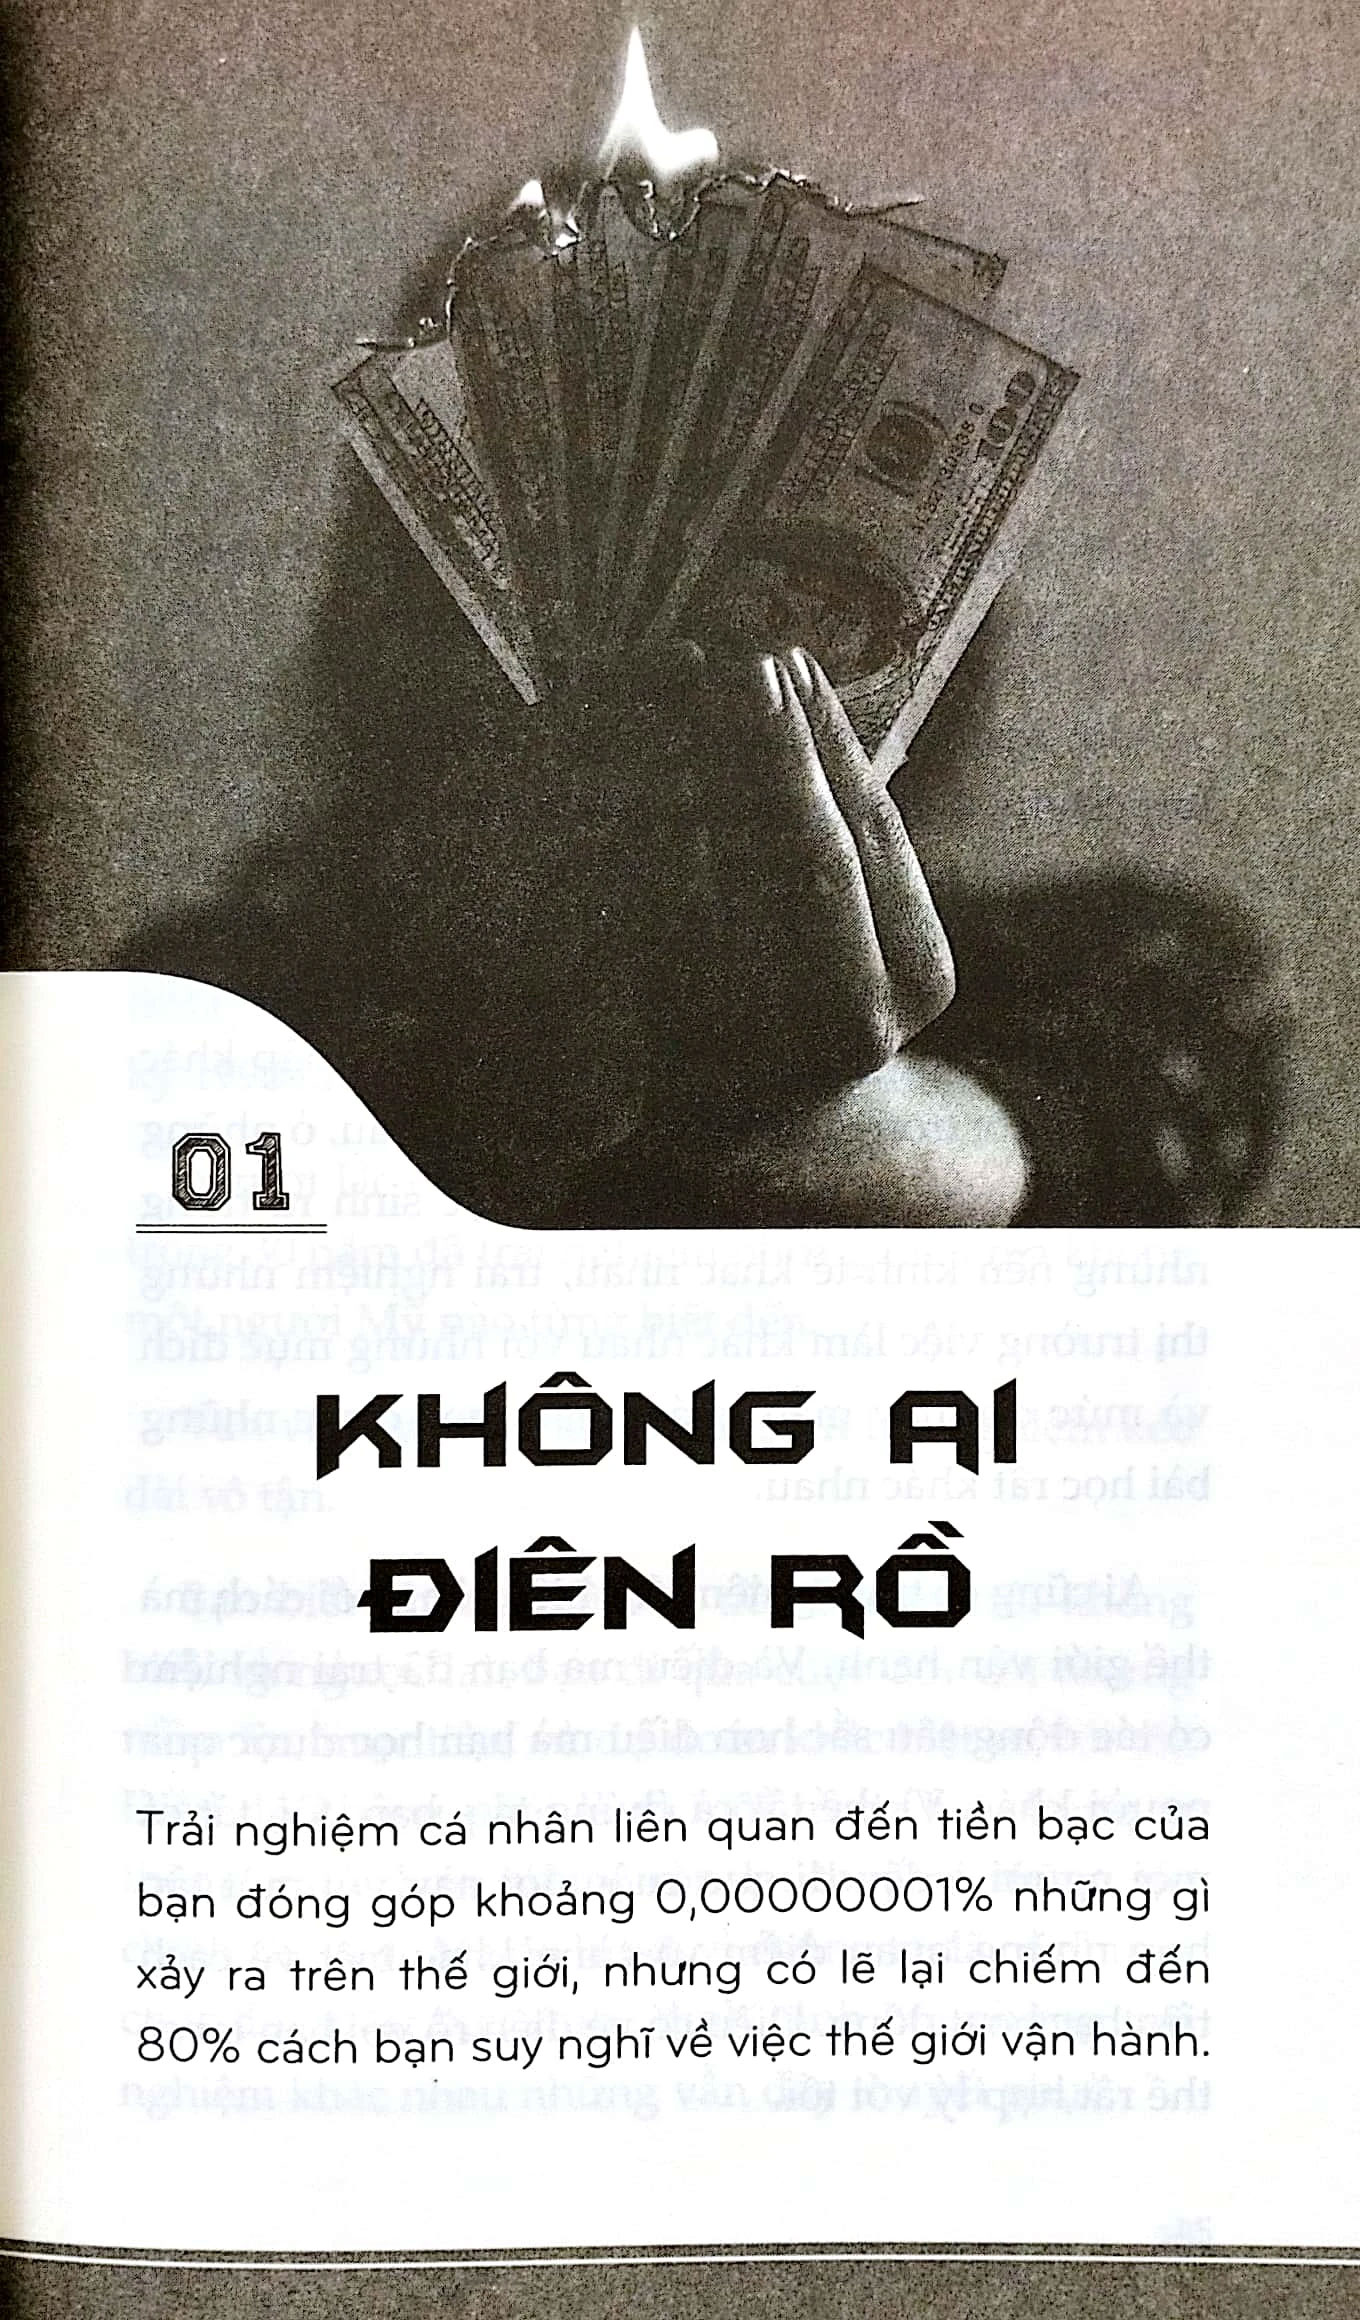 100
01
KHÔNG AI
ĐIÊN RỒ
Trải nghiệm cá nhân liên quan đến tiền bạc của
bạn đóng góp khoảng 0,00000001% những gì
xảy ra trên thế giới, nhưng có lẽ lại chiếm đến
80% cách bạn suy nghĩ về việc thế giới vận hành.